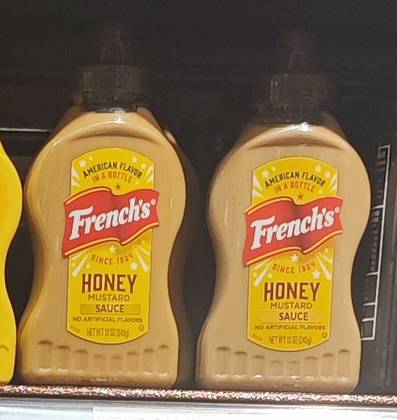 AMERICAN FLAVOR
IN A BOTTLE
French's®
SINCE 1904
HONEY
MUSTARD
SAUCE
NO ARTIFICIAL FLAVORS
NET WT 12 OZ (340g)
AMERICAN FLAVOR
IN A BOTTLE
French's®
SINCE 1904
HONEY
MUSTARD
SAUCE
NO ARTIFICIAL FLAVORS
NET WT 12 OZ (340g)